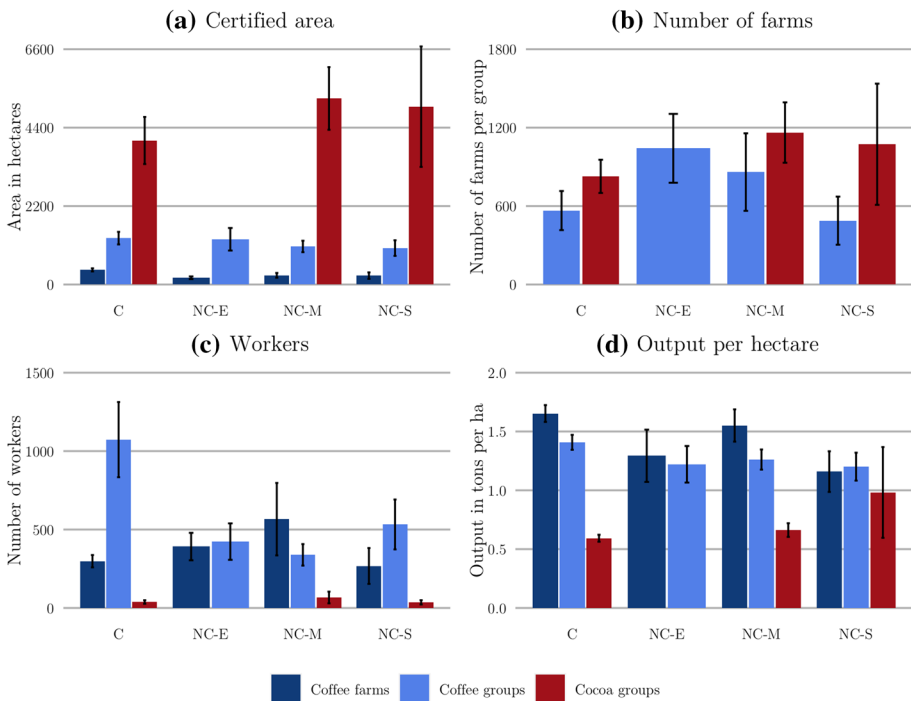 (a) Certified area
Area in hectares
6600
4400
2200
0
C NC-E NC-M NC-S
(b) Number of farms
Number of farms per group
1800
1200
600
0
C NC-E NC-M NC-S
(c) Workers
Number of workers
1500
1000
500
0
C NC-E NC-M NC-S
(d) Output per hectare
Output in tons per ha
2.0
1.5
1.0
0.5
0.0
C NC-E NC-M NC-S
Coffee farms Coffee groups Cocoa groups